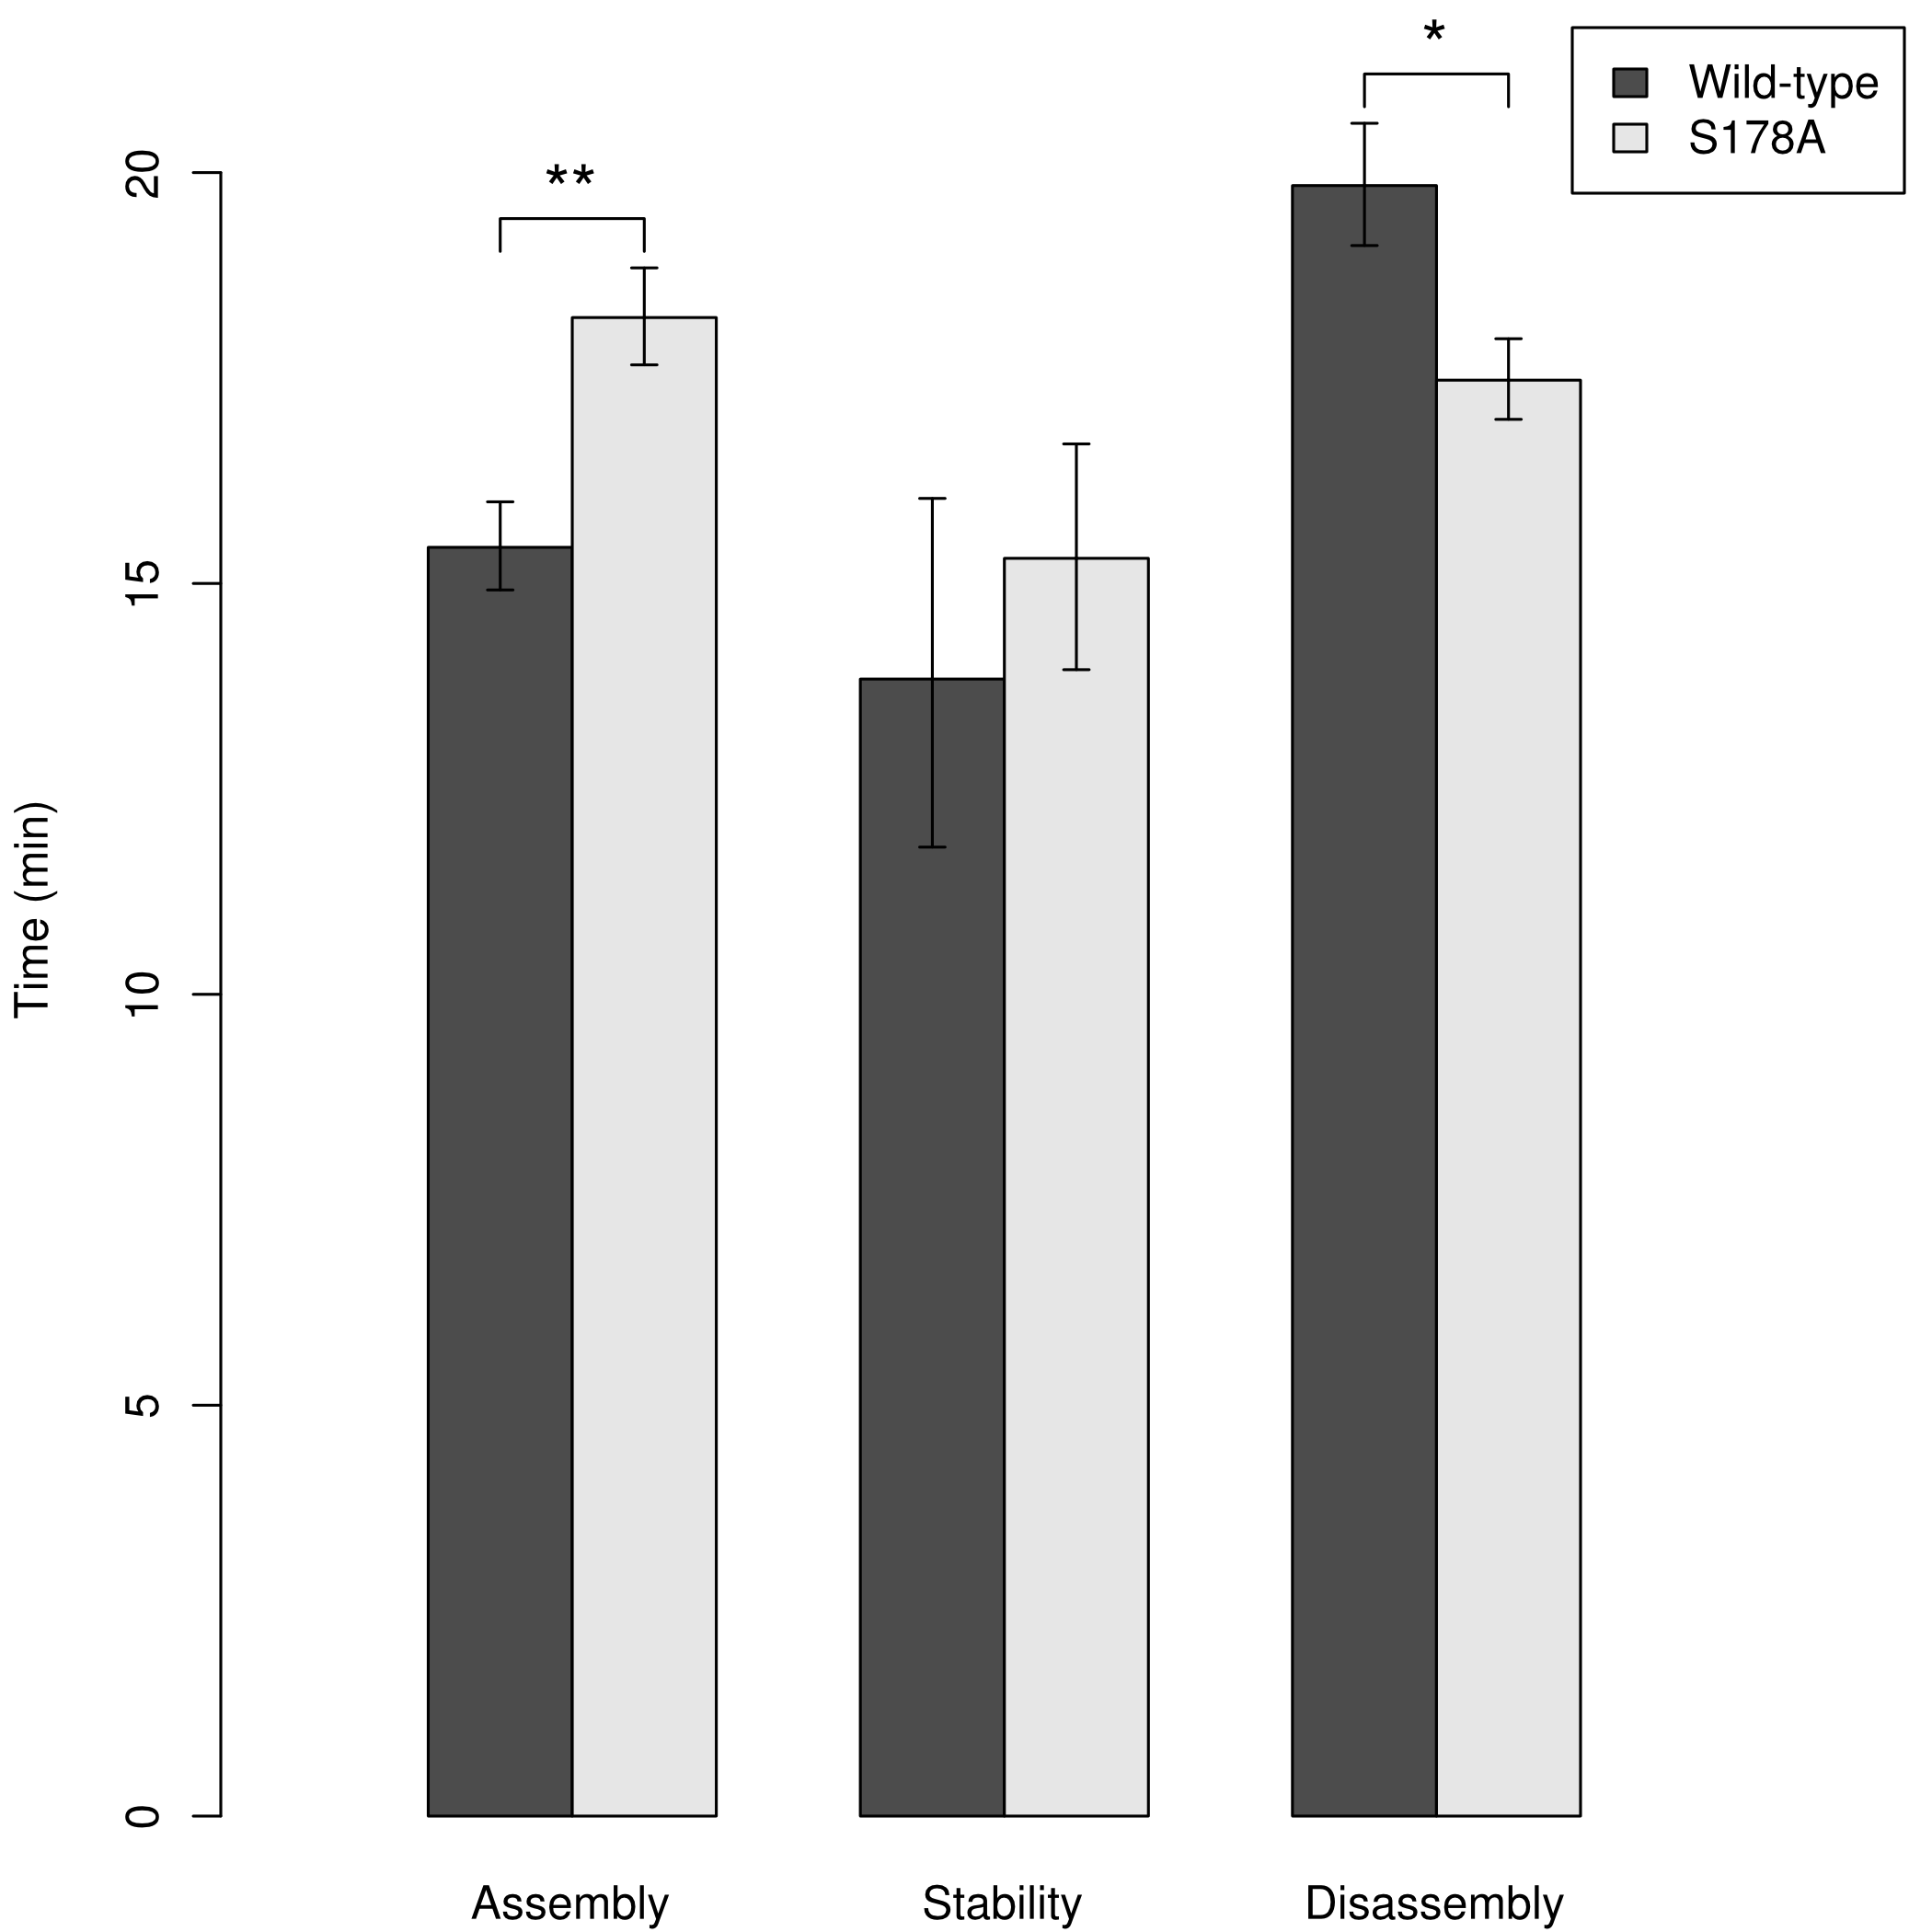 *
**
Wild-type
S178A
20
15
10
5
0
Time (min)
Assembly
Stability
Disassembly